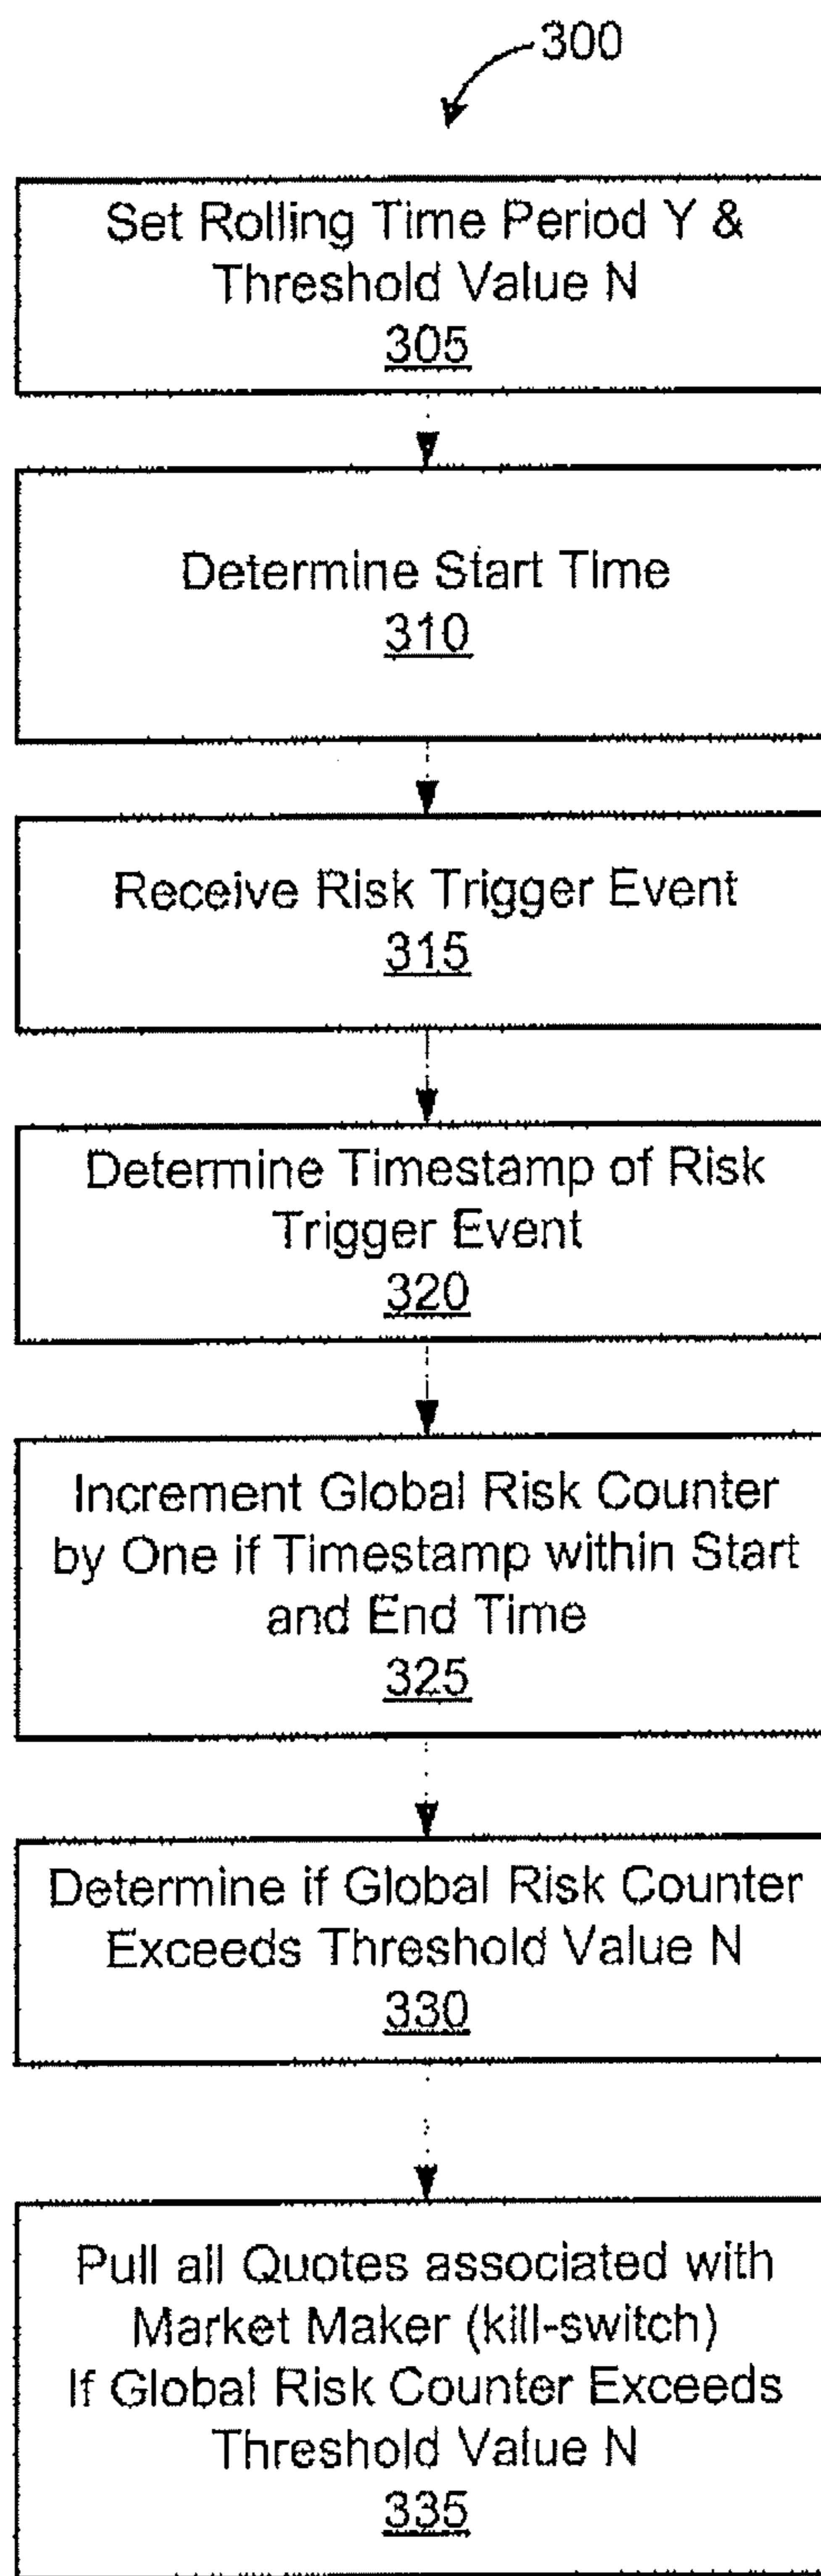 300
Set Rolling Time Period Y &
Threshold Value N
305
Determine Start Time
310
Receive Risk Trigger Event
315
Determine Timestamp of Risk
Trigger Event
320
Increment Global Risk Counter
by One if Timestamp within Start
and End Time
325
Determine if Global Risk Counter
Exceeds Threshold Value N
330
Pull all Quotes associated with
Market Maker (kill-switch)
If Global Risk Counter Exceeds
Threshold Value N
335